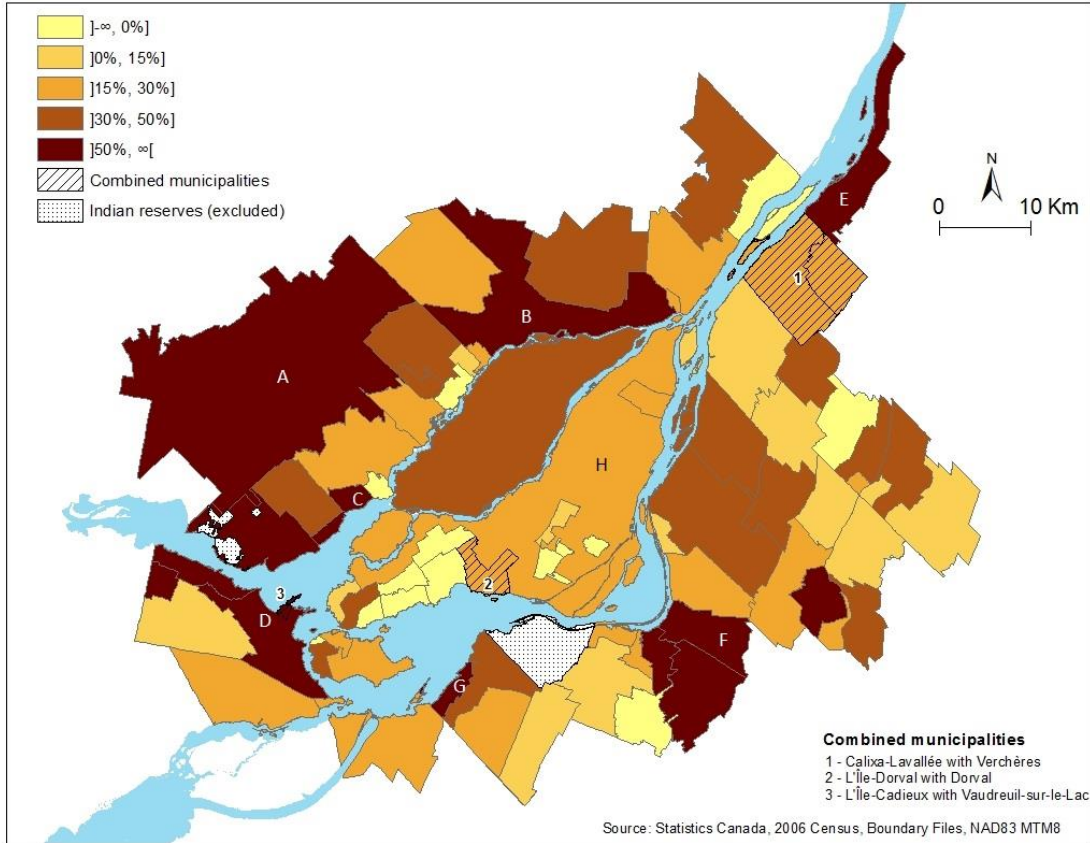 ]-∞, 0%]
]0%, 15%]
]15%, 30%]
]30%, 50%]
]50%, ∞[
Combined municipalities
Indian reserves (excluded)
N
0 10 Km
E
1
B
A
H
C
2
3
D
F
G
Combined municipalities
1 - Calixa-Lavallée with Verchères
2 - L'Île-Dorval with Dorval
3 - L'Île-Cadieux with Vaudreuil-sur-le-Lac
Source: Statistics Canada, 2006 Census, Boundary Files, NAD83 MTM8